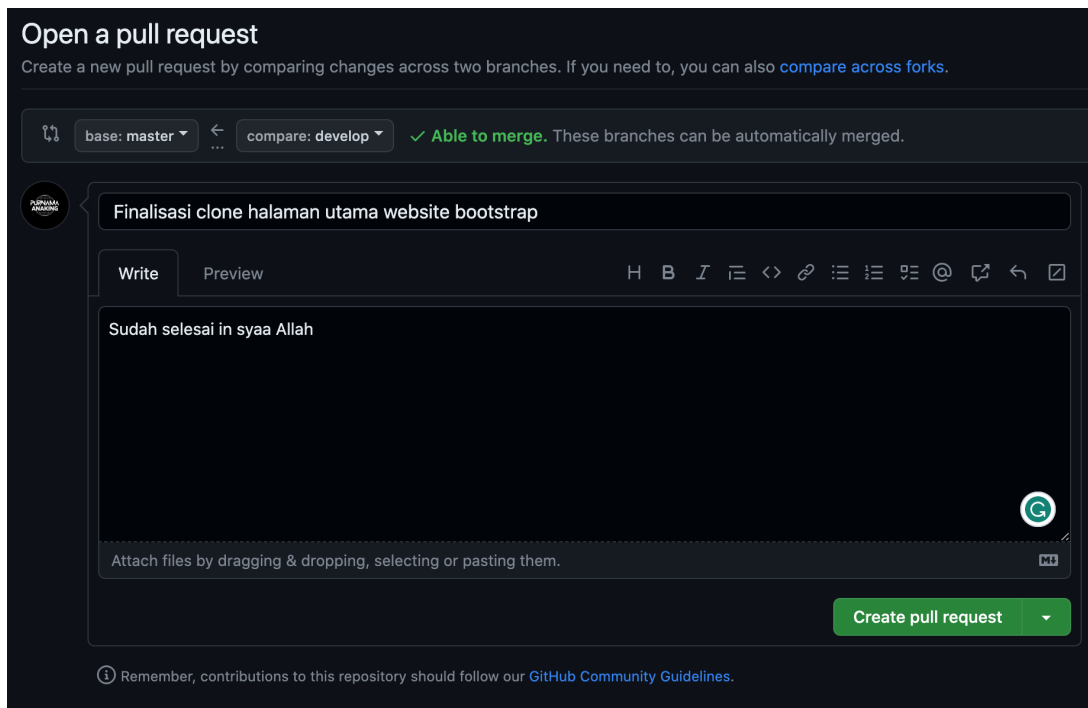 Open a pull request
Create a new pull request by comparing changes across two branches. If you need to, you can also compare across forks.
base: master
compare: develop
Able to merge. These branches can be automatically merged.
PURNAMA
ANAKING
Finalisasi clone halaman utama website bootstrap
Write
Preview
Sudah selesai in syaa Allah
Attach files by dragging & dropping, selecting or pasting them.
Create pull request
Remember, contributions to this repository should follow our GitHub Community Guidelines.